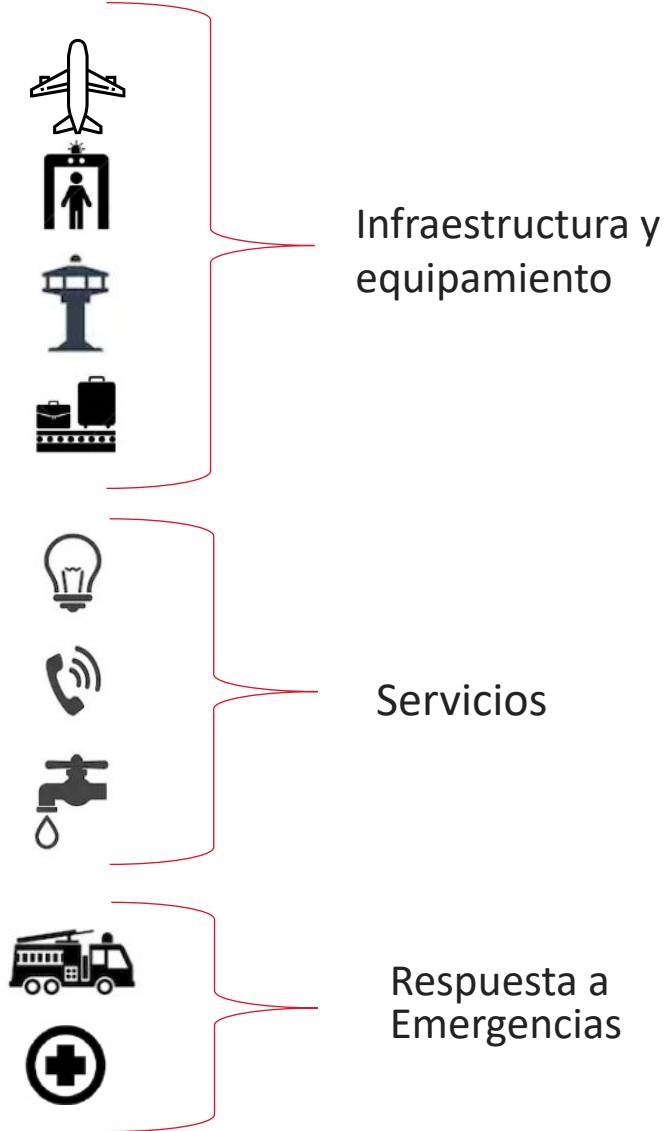 Infraestructura y
equipamiento
Servicios
Respuesta a
Emergencias